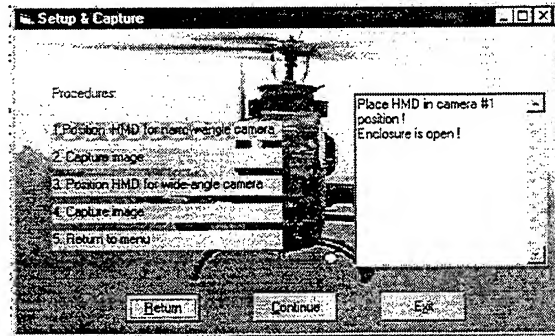 Setup & Capture
Procedures:
1. Position HMD for narrow-angle camera
2. Capture image
3. Position HMD for wide-angle camera
4. Capture image
5. Return to menu
Place HMD in camera #1
position !
Enclosure is open !
Return
Continue
Exit